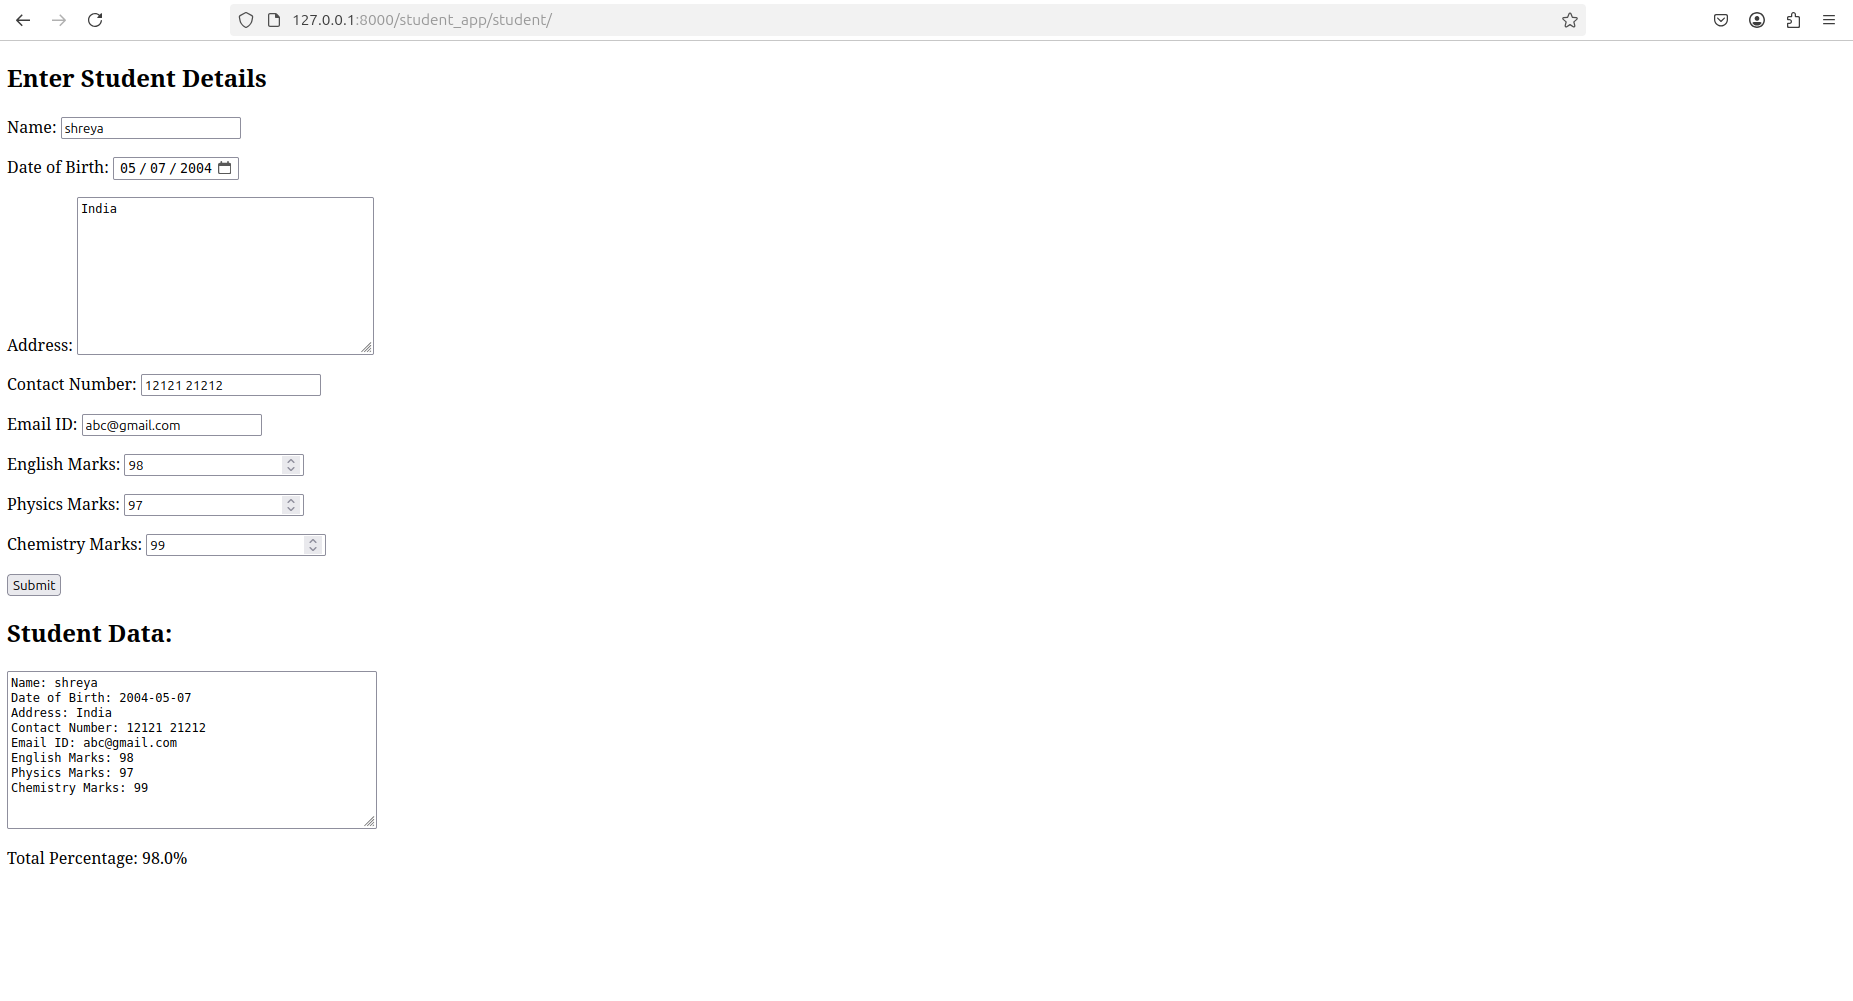 127.0.0.1:8000/student_app/student/
Enter Student Details
Name: shreya
Date of Birth: 05 / 07 / 2004
India
Address:
Contact Number: 12121 21212
Email ID: abc@gmail.com
English Marks: 98
Physics Marks: 97
Chemistry Marks: 99
Submit
Student Data:
Name: shreya
Date of Birth: 2004-05-07
Address: India
Contact Number: 12121 21212
Email ID: abc@gmail.com
English Marks: 98
Physics Marks: 97
Chemistry Marks: 99
Total Percentage: 98.0%